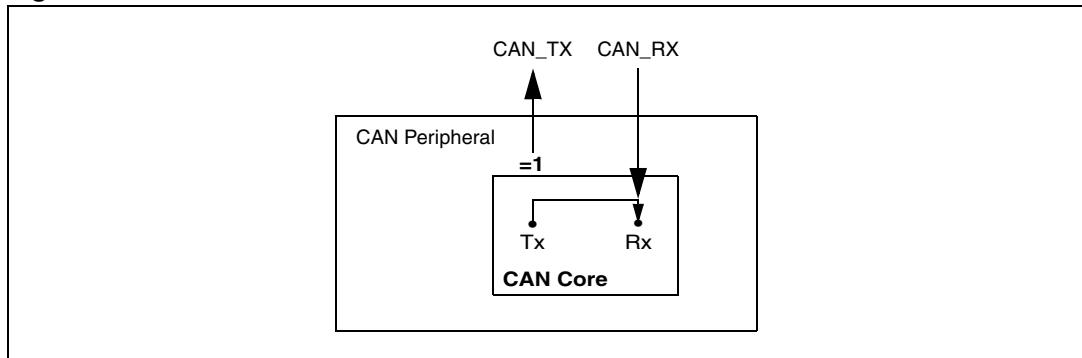 CAN_TX CAN_RX
CAN Peripheral
=1
Tx Rx
CAN Core